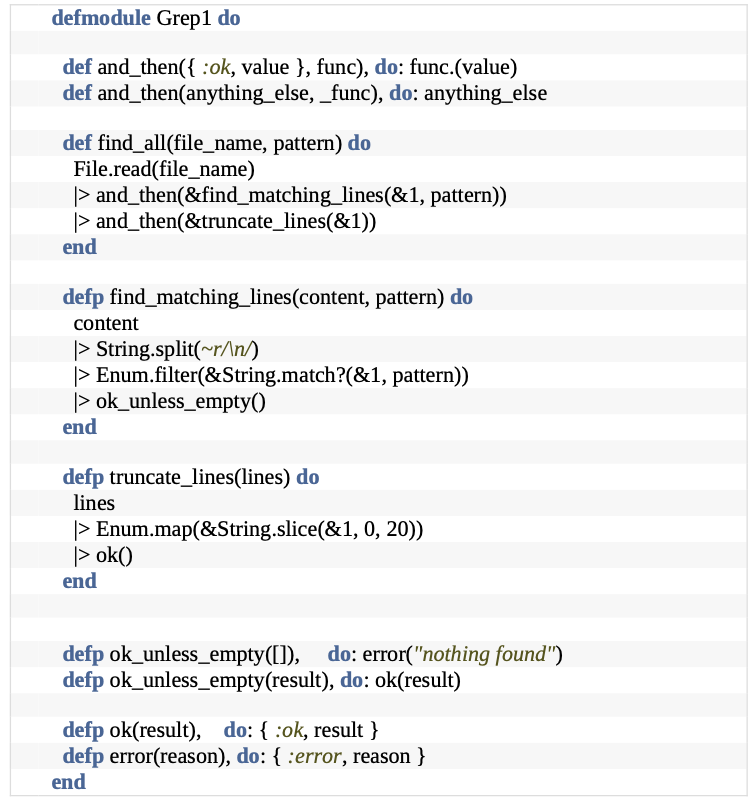 defmodule Grep1 do
def and_then({ :ok, value }, func), do: func.(value)
def and_then(anything_else, _func), do: anything_else
def find_all(file_name, pattern) do
File.read(file_name)
|> and_then(&find_matching_lines(&1, pattern))
|> and_then(&truncate_lines(&1))
end
defp find_matching_lines(content, pattern) do
content
|> String.split(~r/\n/)
|> Enum.filter(&String.match?(&1, pattern))
|> ok_unless_empty()
end
defp truncate_lines(lines) do
lines
|> Enum.map(&String.slice(&1, 0, 20))
|> ok()
end
defp ok_unless_empty([]), do: error("nothing found")
defp ok_unless_empty(result), do: ok(result)
defp ok(result), do: { :ok, result }
defp error(reason), do: { :error, reason }
end